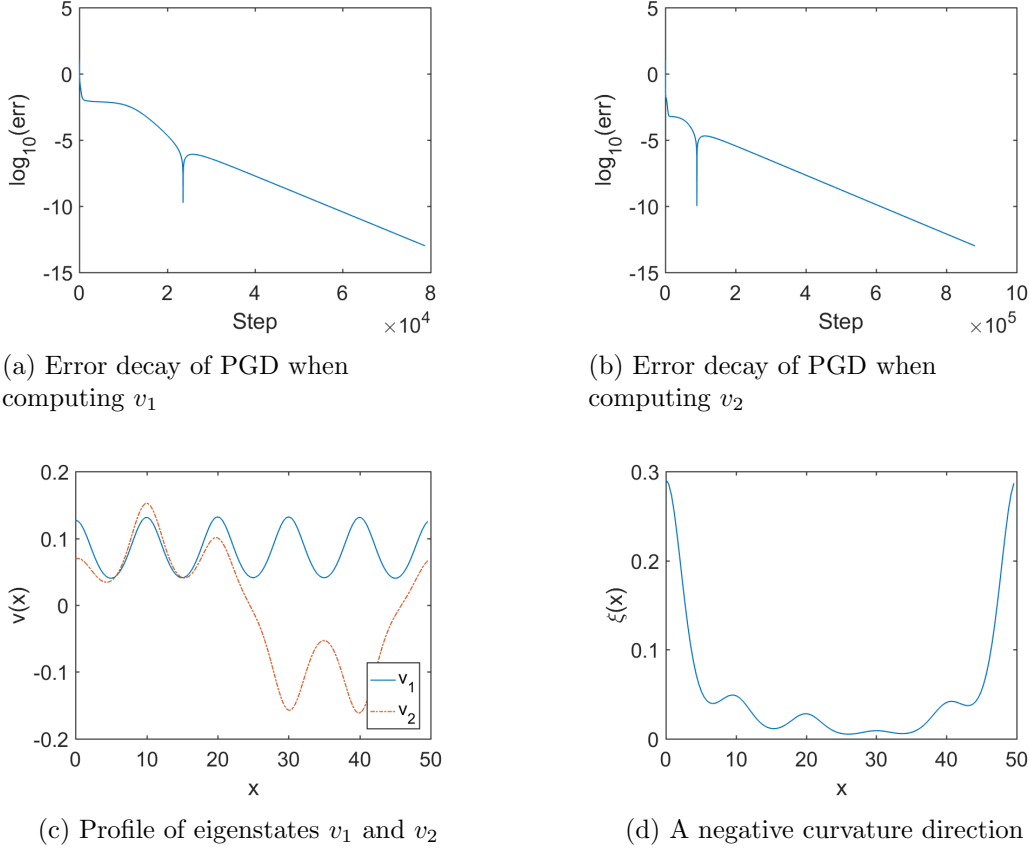 5
0
-5
-10
-15
log10(err)
0 2 4 6 8
Step
×10^4
(a) Error decay of PGD when
computing v1
5
0
-5
-10
-15
log10(err)
0 2 4 6 8 10
Step
×10^5
(b) Error decay of PGD when
computing v2
0.2
0.1
0
-0.1
-0.2
v(x)
v1
v2
0 10 20 30 40 50
x
(c) Profile of eigenstates v1 and v2
0.3
0.2
0.1
0
ξ(x)
0 10 20 30 40 50
x
(d) A negative curvature direction